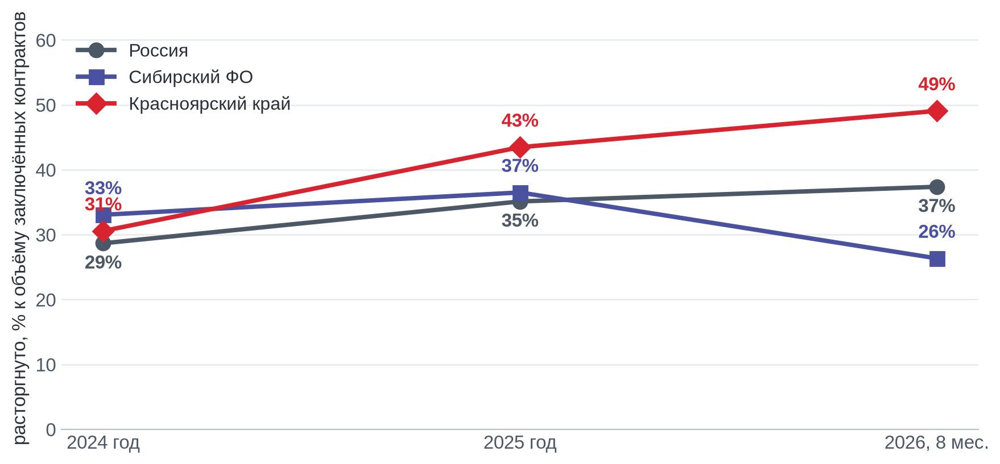 расторгнуто, % к объёму заключённых контрактов
60
50
40
30
20
10
0
Россия
Сибирский ФО
Красноярский край
33%
31%
29%
43%
37%
35%
49%
37%
26%
2024 год
2025 год
2026, 8 мес.